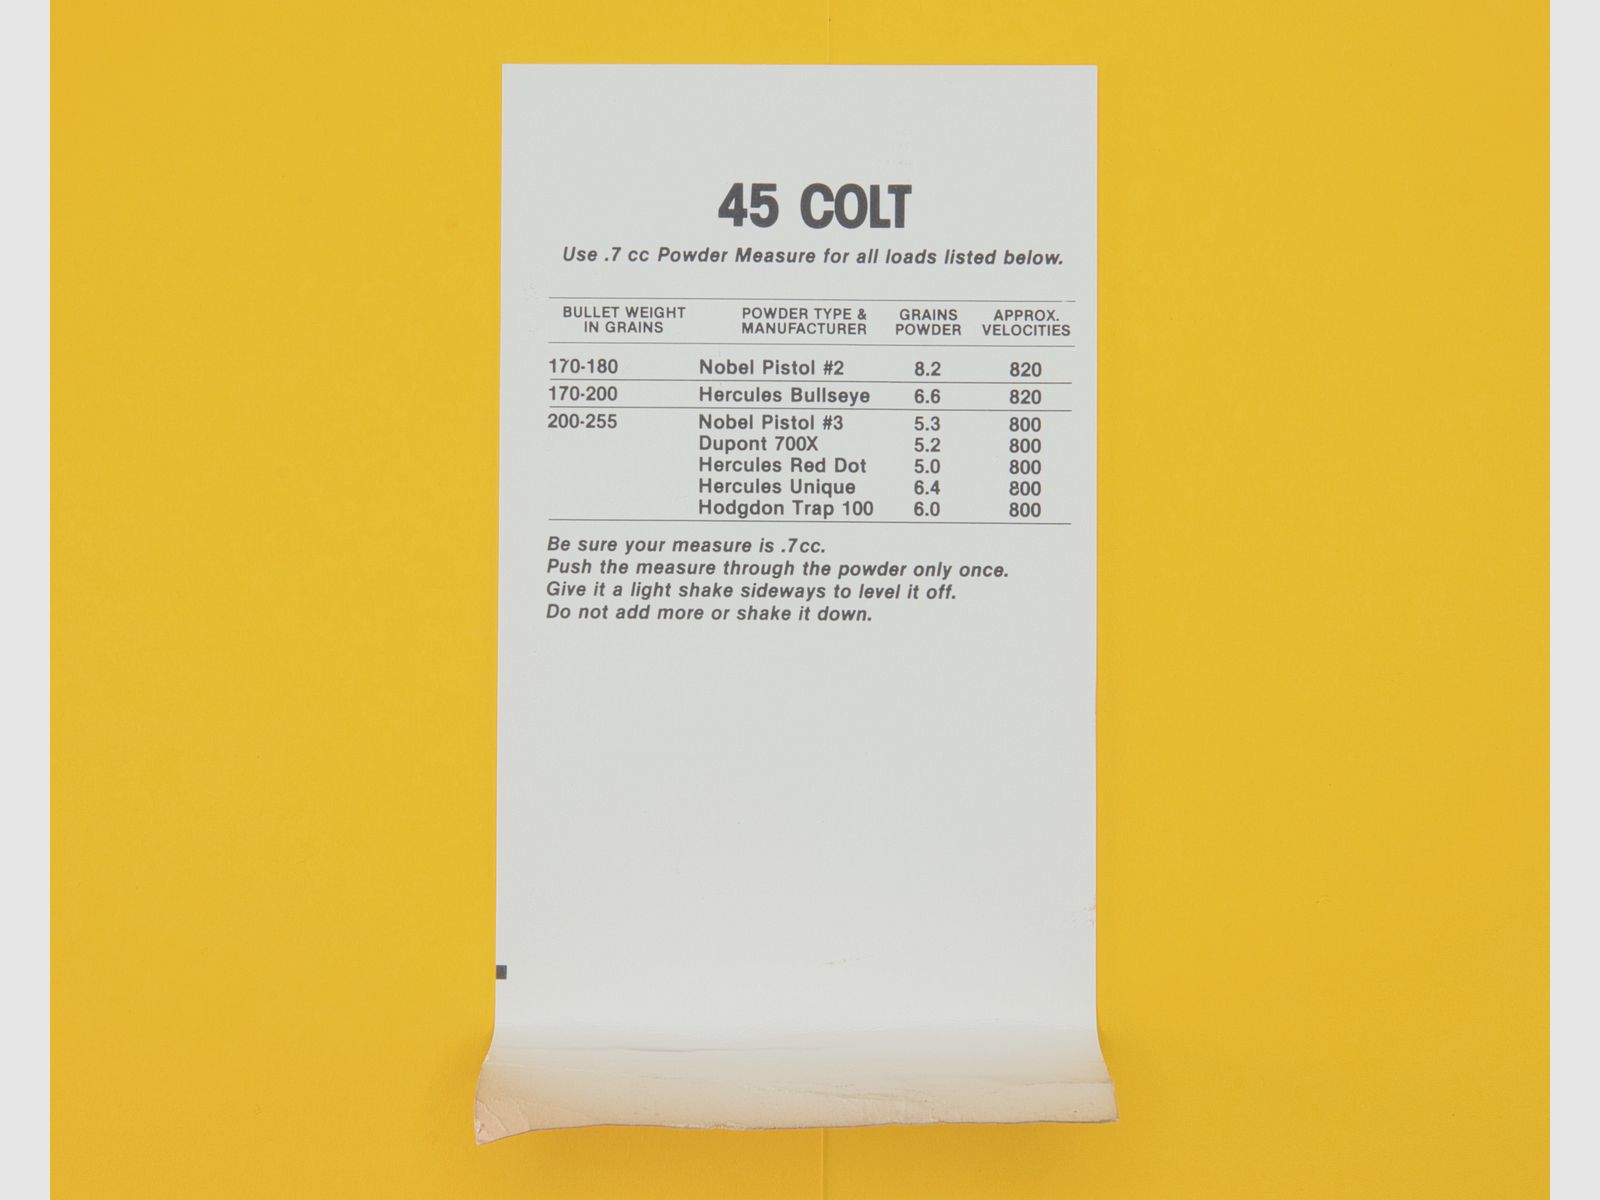 45 COLT
Use .7 cc Powder Measure for all loads listed below.
BULLET WEIGHT IN GRAINS POWDER TYPE & MANUFACTURER GRAINS POWDER APPROX. VELOCITIES
170-180 Nobel Pistol #2 8.2 820
170-200 Hercules Bullseye 6.6 820
200-255 Nobel Pistol #3 5.3 800
Dupont 700X 5.2 800
Hercules Red Dot 5.0 800
Hercules Unique 6.4 800
Hodgdon Trap 100 6.0 800
Be sure your measure is .7cc.
Push the measure through the powder only once.
Give it a light shake sideways to level it off.
Do not add more or shake it down.